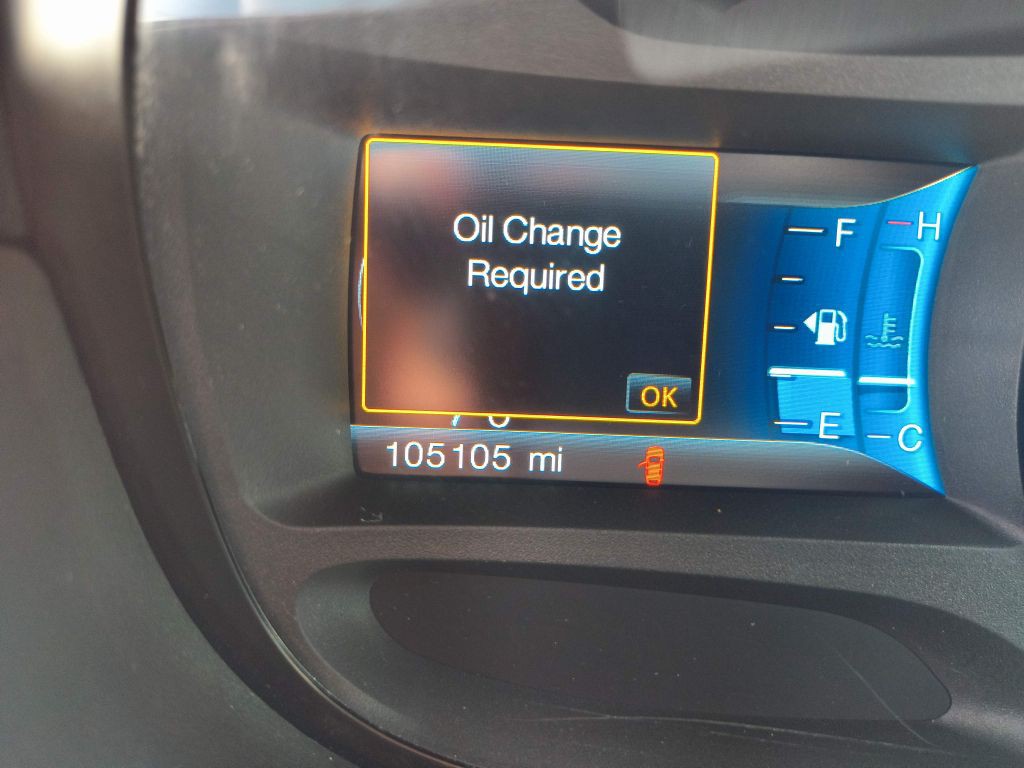 Oil Change
Required
OK
F
H
E
C
105105 mi